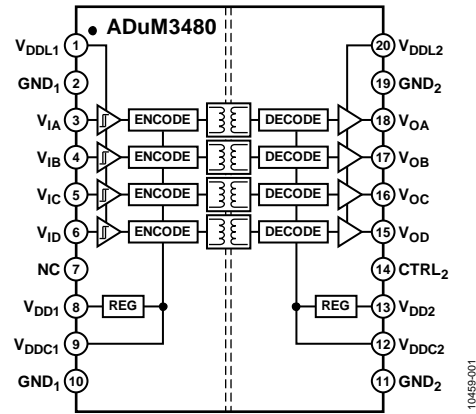 ADuM3480
VDDL1 1
20 VDDL2
GND1 2
19 GND2
VIA 3 ENCODE DECODE 18 VOA
VIB 4 ENCODE DECODE 17 VOB
VIC 5 ENCODE DECODE 16 VOC
VID 6 ENCODE DECODE 15 VOD
NC 7
14 CTRL2
VDD1 8 REG REG 13 VDD2
VDDC1 9
12 VDDC2
GND1 10
11 GND2
10459-001